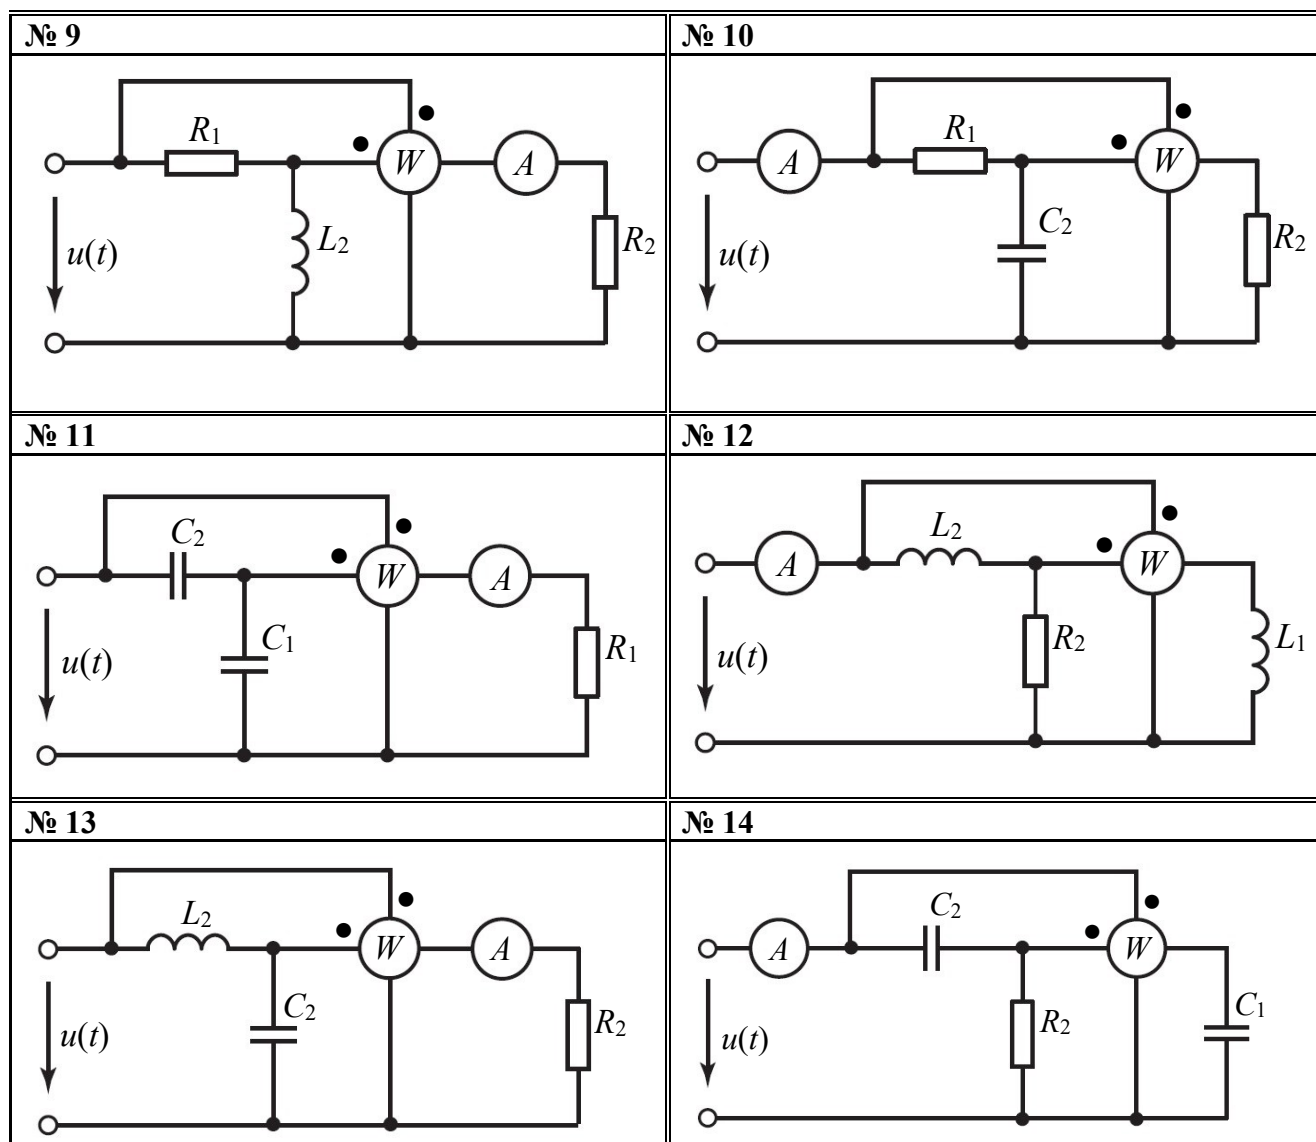 № 9
R1
W
A
L2
R2
u(t)
№ 10
A
R1
W
C2
R2
u(t)
№ 11
C2
W
A
C1
R1
u(t)
№ 12
A
L2
W
R2
L1
u(t)
№ 13
L2
W
A
C2
R2
u(t)
№ 14
A
C2
W
R2
C1
u(t)